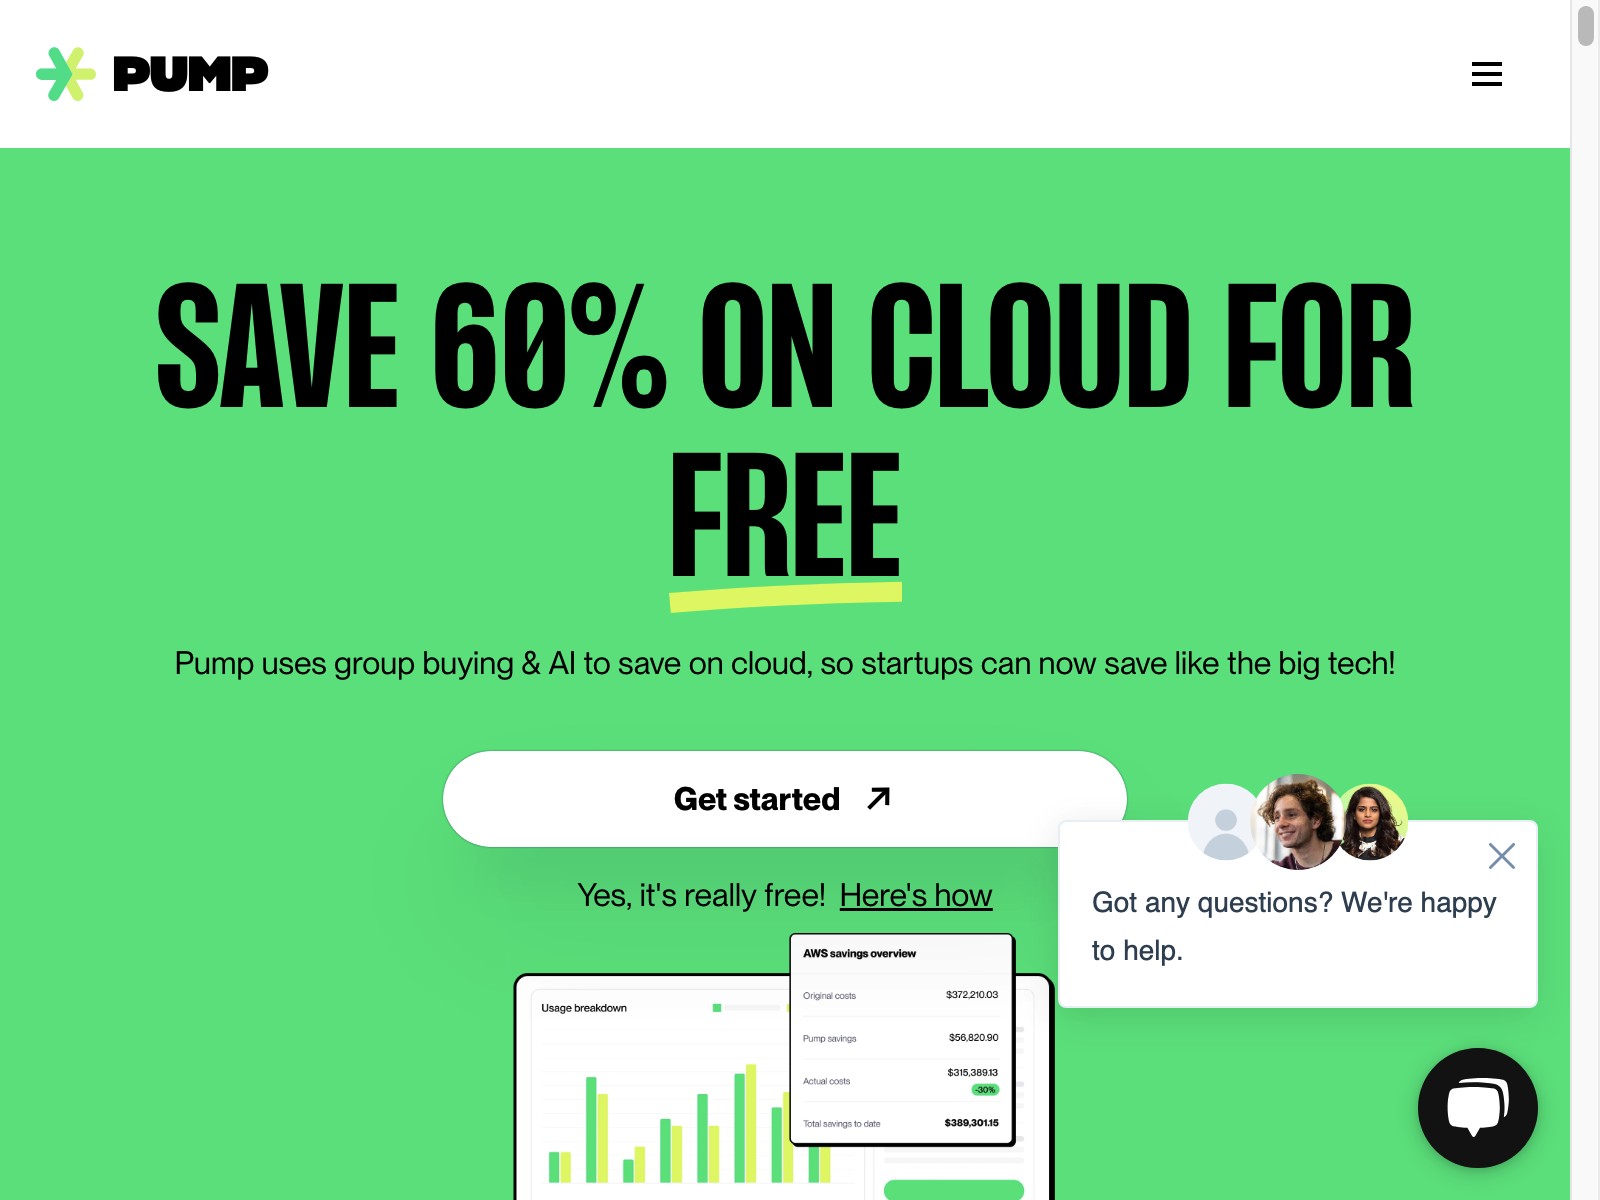 PUMP
SAVE 60% ON CLOUD FOR
FREE
Pump uses group buying & AI to save on cloud, so startups can now save like the big tech!
Get started
Yes, it's really free! Here's how
Got any questions? We're happy
to help.
AWS savings overview
Original costs $372,210.03
Pump savings $56,820.90
Actual costs $315,389.13
-30%
Total savings to date $389,301.15
Usage breakdown